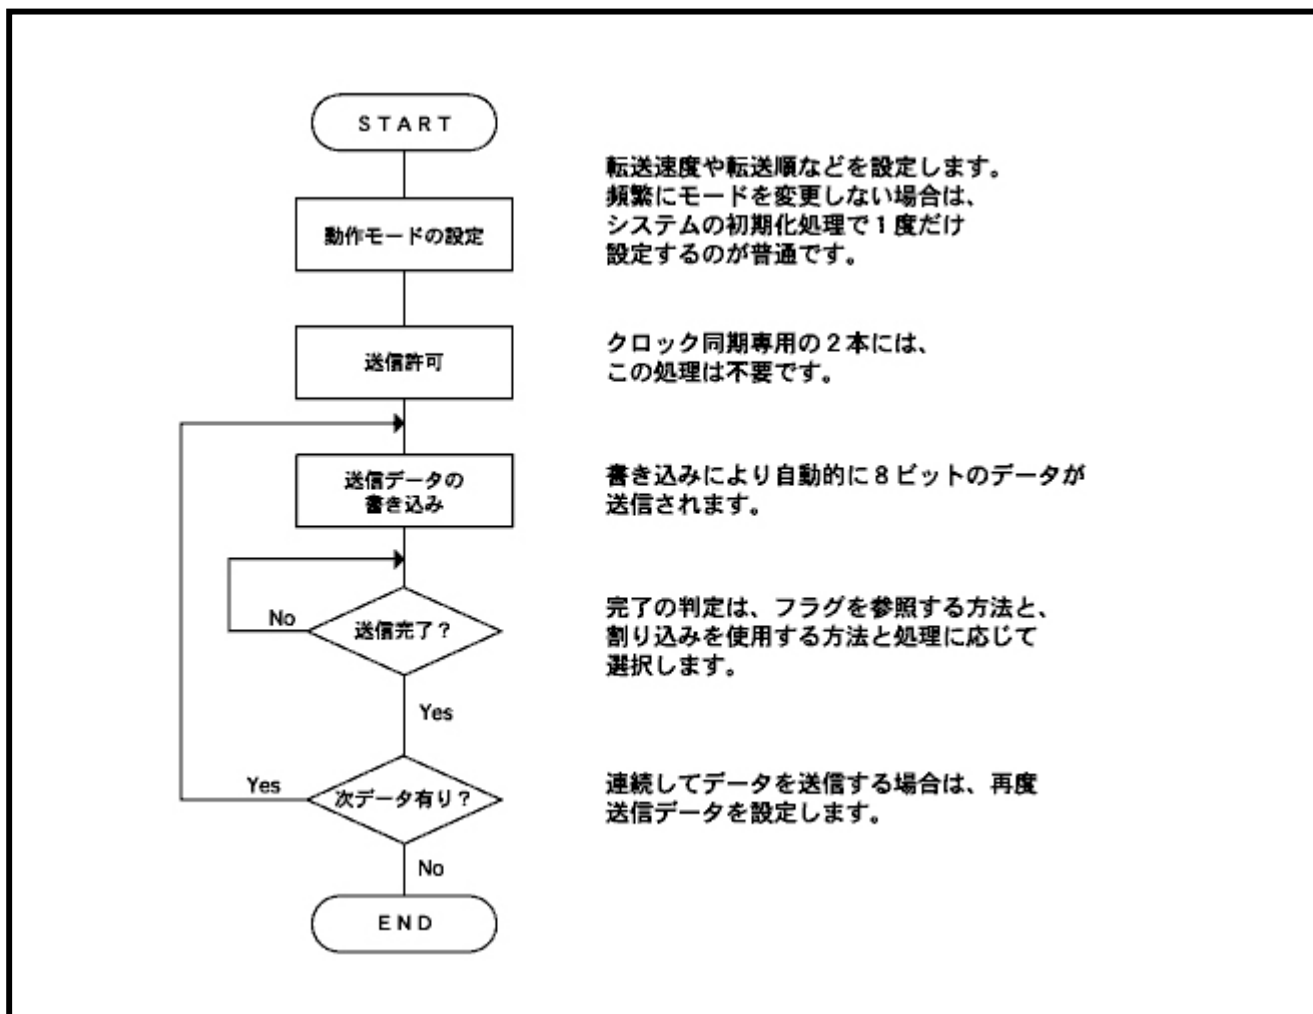 START
転送速度や転送順などを設定します。
頻繁にモードを変更しない場合は、
システムの初期化処理で1度だけ
設定するのが普通です。
動作モードの設定
送信許可
クロック同期専用の2本には、
この処理は不要です。
送信データの
書き込み
書き込みにより自動的に8ビットのデータが
送信されます。
No
送信完了?
完了の判定は、フラグを参照する方法と、
割り込みを使用する方法と処理に応じて
選択します。
Yes
Yes
次データ有り?
連続してデータを送信する場合は、再度
送信データを設定します。
No
END